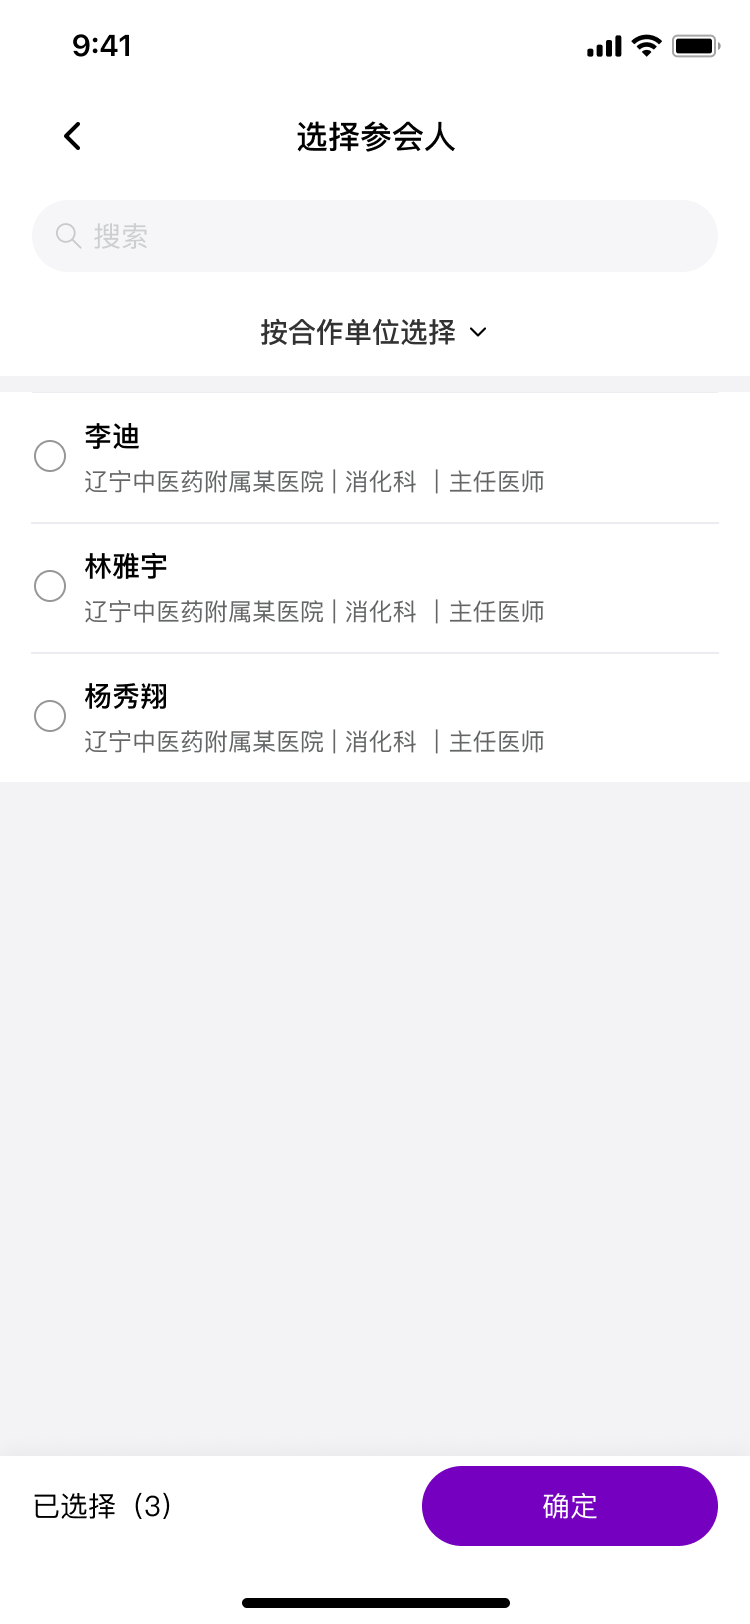 9:41
选择参会人
搜索
按合作单位选择
李迪
辽宁中医药附属某医院 | 消化科 | 主任医师
林雅宇
辽宁中医药附属某医院 | 消化科 | 主任医师
杨秀翔
辽宁中医药附属某医院 | 消化科 | 主任医师
已选择（3）
确定